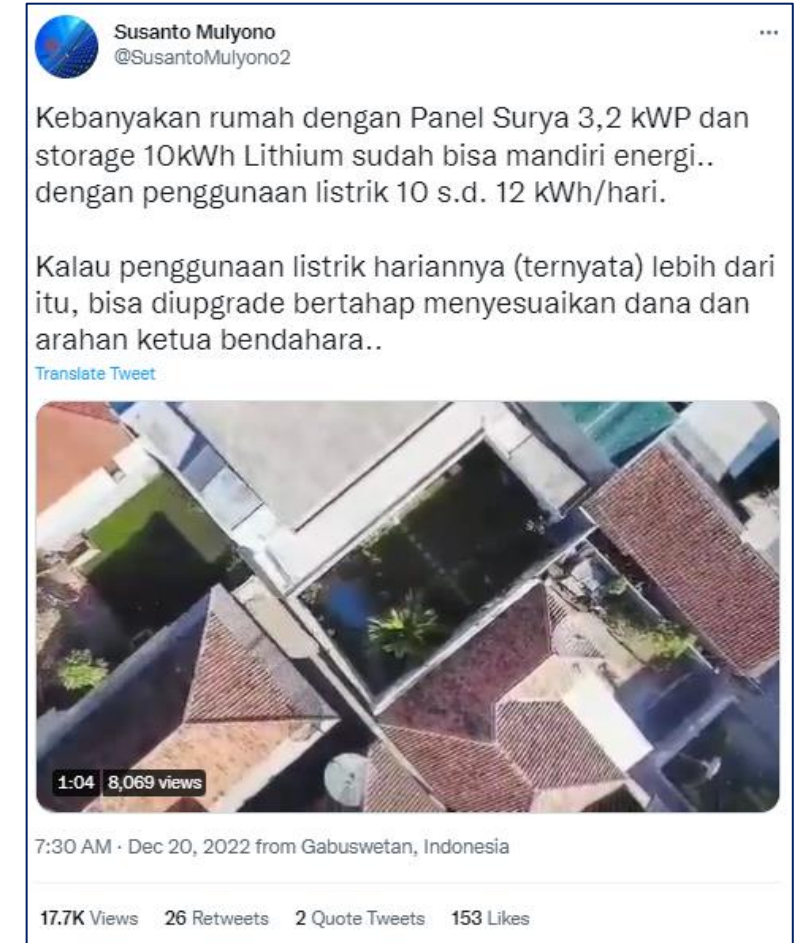 Susanto Mulyono
@SusantoMulyono2
Kebanyakan rumah dengan Panel Surya 3,2 kWP dan
storage 10kWh Lithium sudah bisa mandiri energi..
dengan penggunaan listrik 10 s.d. 12 kWh/hari.
Kalau penggunaan listrik hariannya (ternyata) lebih dari
itu, bisa diupgrade bertahap menyesuaikan dana dan
arahan ketua bendahara..
Translate Tweet
1:04 8,069 views
7:30 AM · Dec 20, 2022 from Gabuswetan, Indonesia
17.7K Views 26 Retweets 2 Quote Tweets 153 Likes